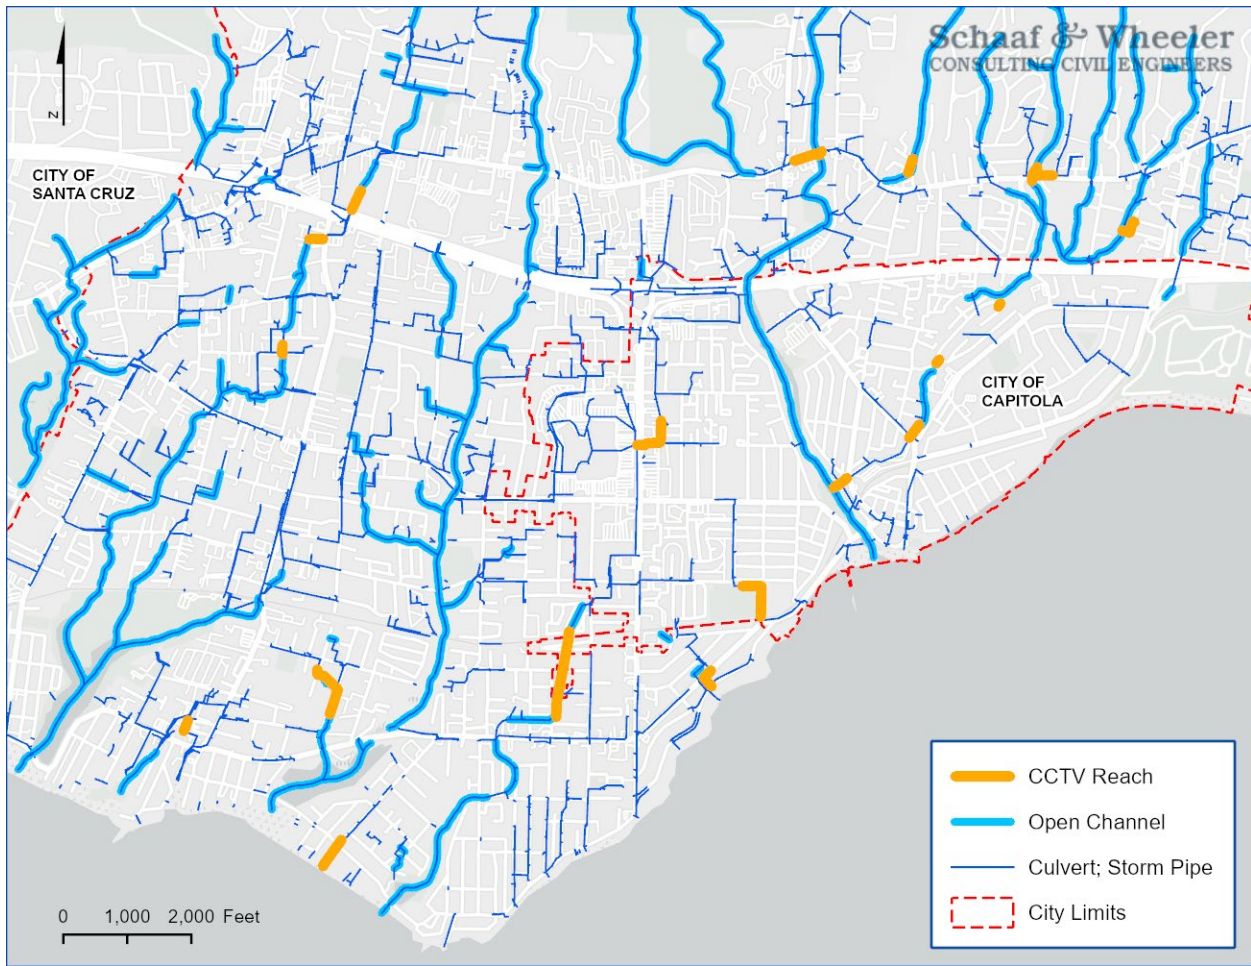 Schaaf & Wheeler
CONSULTING CIVIL ENGINEERS
N
CITY OF
SANTA CRUZ
CITY OF
CAPITOLA
CCTV Reach
Open Channel
Culvert; Storm Pipe
City Limits
0 1,000 2,000 Feet